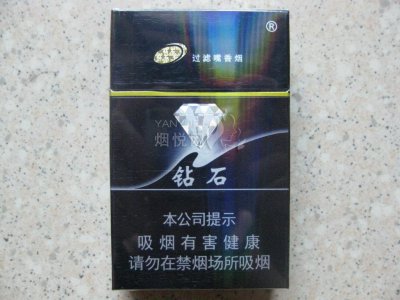 ®
过滤嘴香烟
YAN
烟悦网
钻石
本公司提示
吸烟有害健康
请勿在禁烟场所吸烟